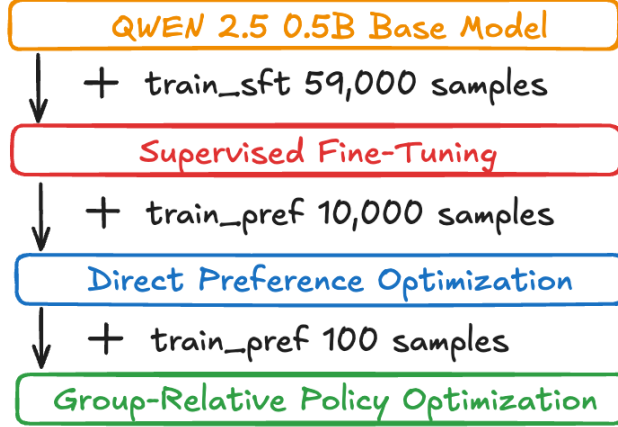 QWEN 2.5 0.5B Base Model
+ train_sft 59,000 samples
Supervised Fine-Tuning
+ train_pref 10,000 samples
Direct Preference Optimization
+ train_pref 100 samples
Group-Relative Policy Optimization